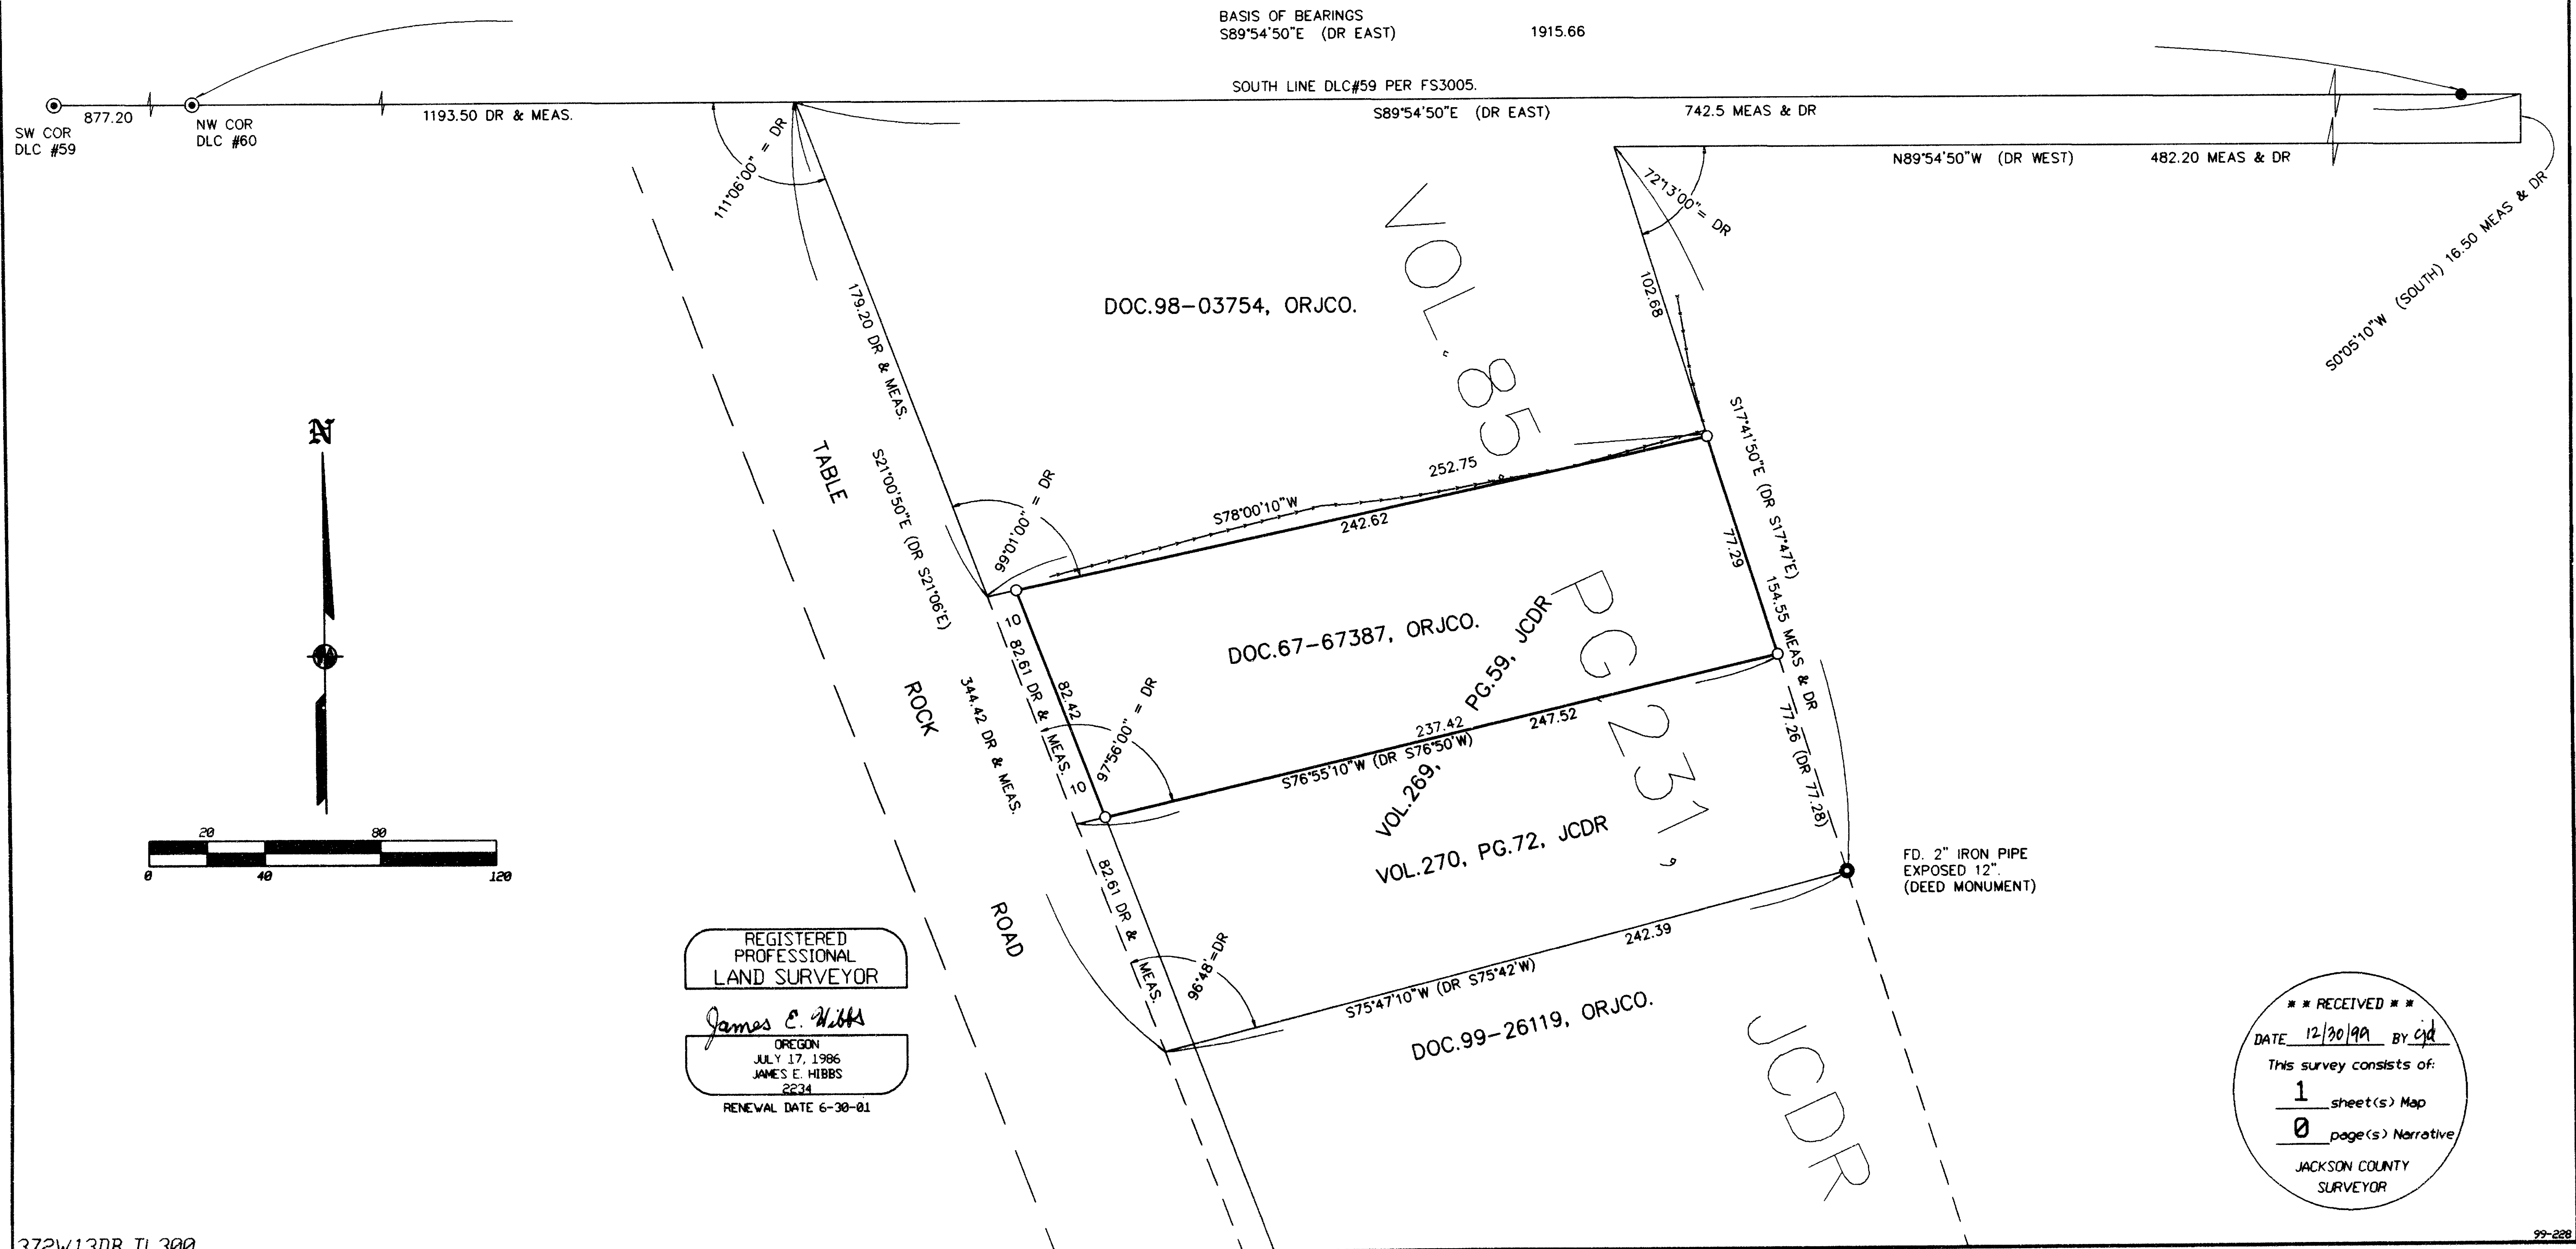 BASIS OF BEARINGS
S89°54'50"E (DR EAST) 1915.66
SOUTH LINE DLC#59 PER FS3005.
877.20
1193.50 DR & MEAS.
S89°54'50"E (DR EAST) 742.5 MEAS & DR
SW COR
DLC #59
NW COR
DLC #60
N89°54'50"W (DR WEST) 482.20 MEAS & DR
111°06'00" = DR
72°13'00"= DR
S0°05'10"W (SOUTH) 16.50 MEAS & DR
179.20 DR & MEAS.
DOC.98-03754, ORJCO.
102.68
VOL. 85
PG. 231,
JCDR
N
TABLE
ROCK
ROAD
S21°00'50"E (DR S21°06'E)
344.42 DR & MEAS.
99°01'00" = DR
S78°00'10"W
252.75
242.62
S17°41'50"E (DR S17°47'E)
154.55 MEAS & DR
77.29
10
82.61 DR & MEAS.
82.42
DOC.67-67387, ORJCO.
VOL.269, PG.59, JCDR
97°56'00" = DR
10
237.42
247.52
S76°55'10"W (DR S76°50'W)
77.26 (DR 77.28)
VOL.270, PG.72, JCDR
82.61 DR & MEAS.
FD. 2" IRON PIPE
EXPOSED 12".
(DEED MONUMENT)
96°48'=DR
242.39
S75°47'10"W (DR S75°42'W)
DOC.99-26119, ORJCO.
20 80
0 40 120
REGISTERED
PROFESSIONAL
LAND SURVEYOR
James E. Hibbs
OREGON
JULY 17, 1986
JAMES E. HIBBS
2234
RENEWAL DATE 6-30-01
* * RECEIVED * *
DATE 12/30/99 BY cjd
This survey consists of:
1 sheet(s) Map
0 page(s) Narrative
JACKSON COUNTY
SURVEYOR
372W13DB TL300
99-228